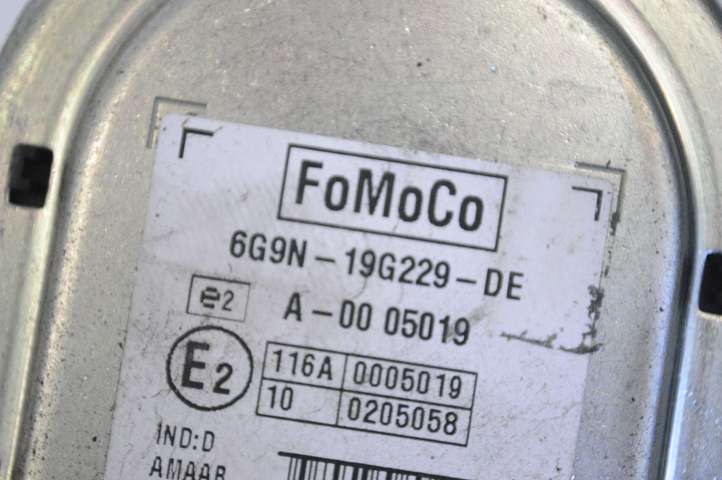 FoMoCo
6G9N-19G229-DE
e2 A-00 05019
E2 116A 0005019
10 0205058
IND:D
AMAAB